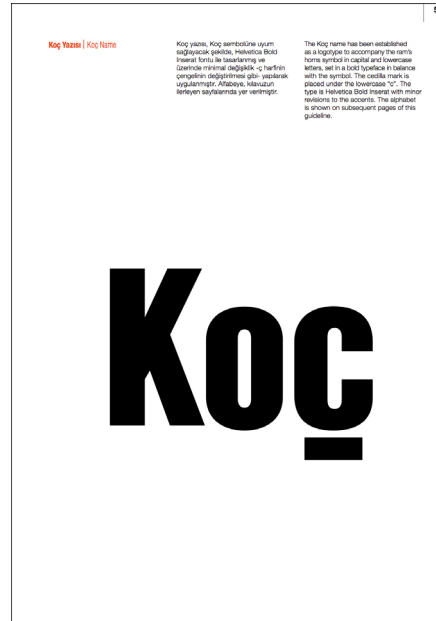 5
Koç Yazısı | Koç Name
Koç yazısı, Koç sembolüne uyum
sağlayacak şekilde, Helvetica Bold
Inserat fontu ile tasarlanmış ve
üzerinde minimal değişiklik -ç harfinin
çengelinin değiştirilmesi gibi- yapılarak
uygulanmıştır. Alfabeye, kılavuzun
ilerleyen sayfalarında yer verilmiştir.
The Koç name has been established
as a logotype to accompany the ram's
horns symbol in capital and lowercase
letters, set in a bold typeface in balance
with the symbol. The cedilla mark is
placed under the lowercase "c". The
type is Helvetica Bold Inserat with minor
revisions to the accents. The alphabet
is shown on subsequent pages of this
guideline.
Koç